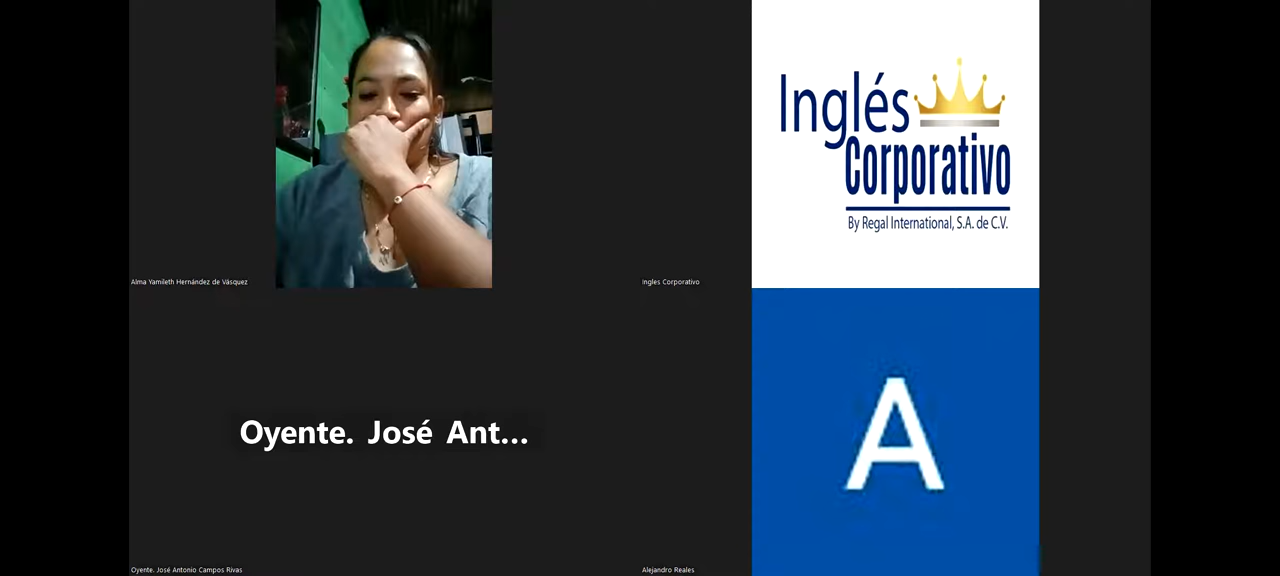 Inglés
Corporativo
By Regal International, S.A. de C.V.
Alma Yamileth Hernández de Vásquez
Ingles Corporativo
Oyente. José Ant...
A
Oyente. José Antonio Campos Rivas
Alejandro Reales